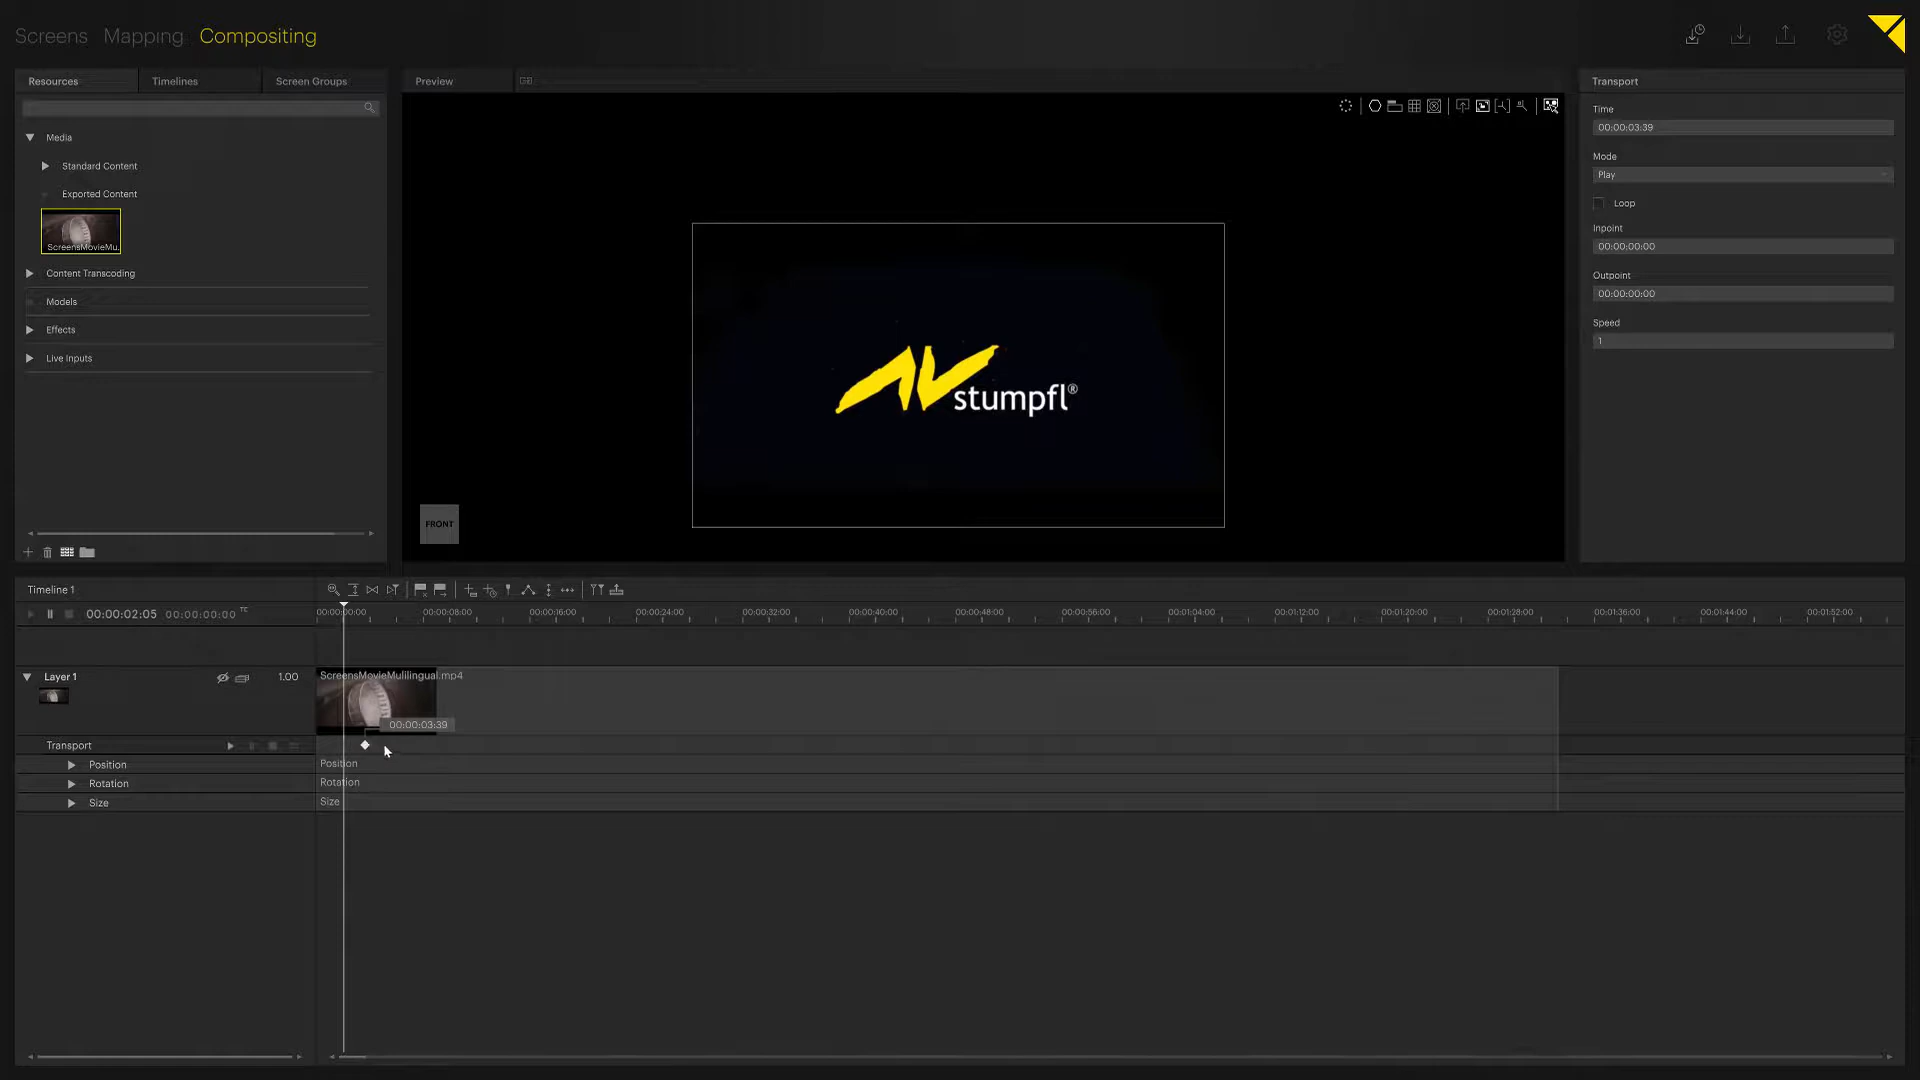 Screens Mapping Compositing
Resources Timelines Screen Groups
Preview
Transport
Media
Standard Content
Exported Content
ScreensMovieMu.
Content Transcoding
Models
Effects
Live Inputs
AV stumpfl®
FRONT
Time
00:00:03:39
Mode
Play
Loop
Inpoint
00:00:00:00
Outpoint
00:00:00:00
Speed
1
Timeline 1
00:00:02:05 00:00:00:00 TC
00:00:00:00 00:00:08:00 00:00:16:00 00:00:24:00 00:00:32:00 00:00:40:00 00:00:48:00 00:00:56:00 00:01:04:00 00:01:12:00 00:01:20:00 00:01:28:00 00:01:36:00 00:01:44:00 00:01:52:00
Layer 1 1.00
ScreensMovieMulilingual.mp4
00:00:03:39
Transport
Position Position
Rotation Rotation
Size Size